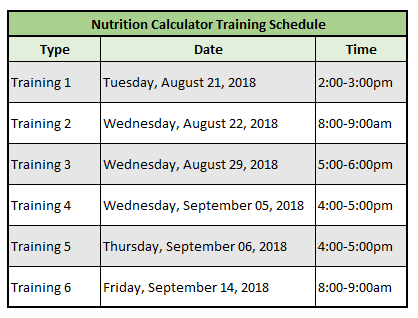 Nutrition Calculator Training Schedule
Type Date Time
Training 1 Tuesday, August 21, 2018 2:00-3:00pm
Training 2 Wednesday, August 22, 2018 8:00-9:00am
Training 3 Wednesday, August 29, 2018 5:00-6:00pm
Training 4 Wednesday, September 05, 2018 4:00-5:00pm
Training 5 Thursday, September 06, 2018 4:00-5:00pm
Training 6 Friday, September 14, 2018 8:00-9:00am